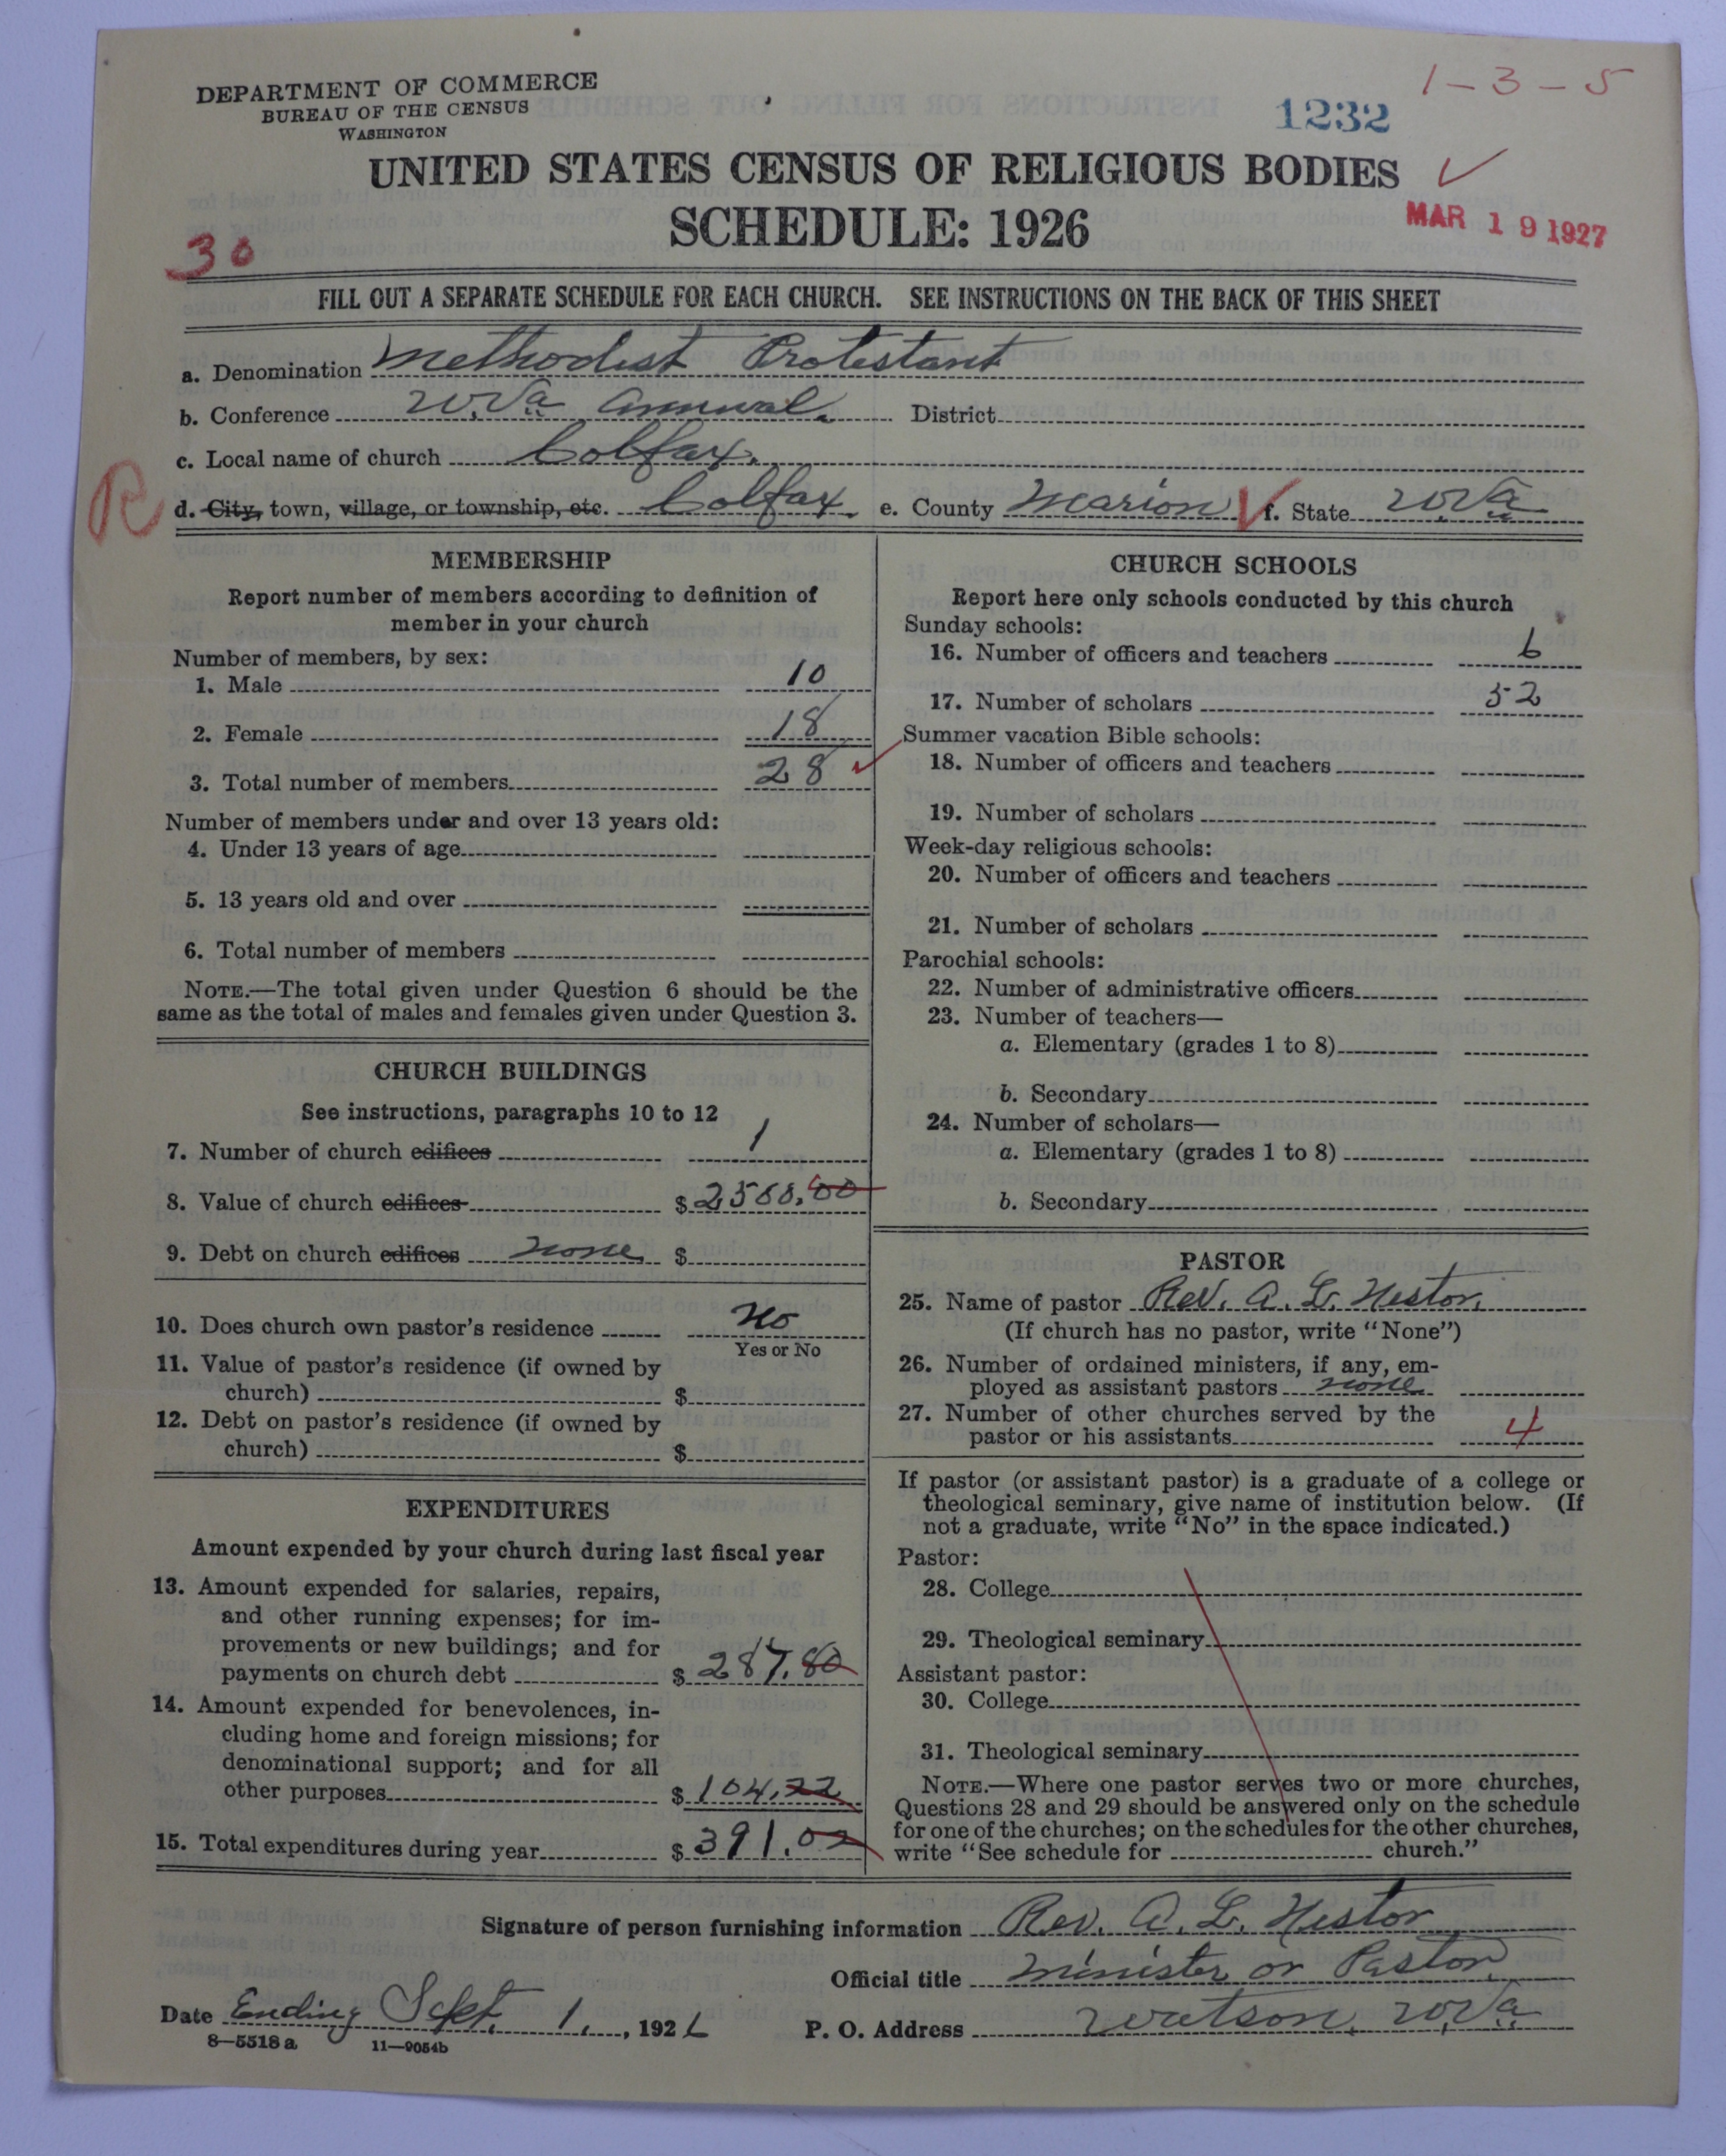 DEPARTMENT OF COMMERCE
BUREAU OF THE CENSUS
WASHINGTON
1232
1-3-5
UNITED STATES CENSUS OF RELIGIOUS BODIES
SCHEDULE: 1926
MAR 19 1927
30
FILL OUT A SEPARATE SCHEDULE FOR EACH CHURCH. SEE INSTRUCTIONS ON THE BACK OF THIS SHEET
a. Denomination Methodist Protestant
b. Conference W.Va. Annual. District
c. Local name of church Colfax.
R
d. City, town, village, or township, etc. Colfax. e. County Marion f. State W.Va.
MEMBERSHIP
Report number of members according to definition of
member in your church
Number of members, by sex:
1. Male 10
2. Female 18
3. Total number of members 28
Number of members under and over 13 years old:
4. Under 13 years of age
5. 13 years old and over
6. Total number of members
NOTE.—The total given under Question 6 should be the
same as the total of males and females given under Question 3.
CHURCH BUILDINGS
See instructions, paragraphs 10 to 12
7. Number of church edifices 1
8. Value of church edifices $2500.00
9. Debt on church edifices none $
10. Does church own pastor's residence No
Yes or No
11. Value of pastor's residence (if owned by
church) $
12. Debt on pastor's residence (if owned by
church) $
EXPENDITURES
Amount expended by your church during last fiscal year
13. Amount expended for salaries, repairs,
and other running expenses; for im-
provements or new buildings; and for
payments on church debt $ 287.80
14. Amount expended for benevolences, in-
cluding home and foreign missions; for
denominational support; and for all
other purposes $ 104.22
15. Total expenditures during year $ 391.02
CHURCH SCHOOLS
Report here only schools conducted by this church
Sunday schools:
16. Number of officers and teachers 6
17. Number of scholars 52
Summer vacation Bible schools:
18. Number of officers and teachers
19. Number of scholars
Week-day religious schools:
20. Number of officers and teachers
21. Number of scholars
Parochial schools:
22. Number of administrative officers
23. Number of teachers—
a. Elementary (grades 1 to 8)
b. Secondary
24. Number of scholars—
a. Elementary (grades 1 to 8)
b. Secondary
PASTOR
25. Name of pastor Rev. A. L. Nestor.
(If church has no pastor, write "None")
26. Number of ordained ministers, if any, em-
ployed as assistant pastors none
27. Number of other churches served by the
pastor or his assistants 4
If pastor (or assistant pastor) is a graduate of a college or
theological seminary, give name of institution below. (If
not a graduate, write "No" in the space indicated.)
Pastor:
28. College
29. Theological seminary
Assistant pastor:
30. College
31. Theological seminary
NOTE.—Where one pastor serves two or more churches,
Questions 28 and 29 should be answered only on the schedule
for one of the churches; on the schedules for the other churches,
write "See schedule for church."
Signature of person furnishing information Rev. A. L. Nestor
Official title Minister or Pastor
Date Ending Sept. 1, 1926 P. O. Address Watson, W.Va.
8—5518 a 11—9054b